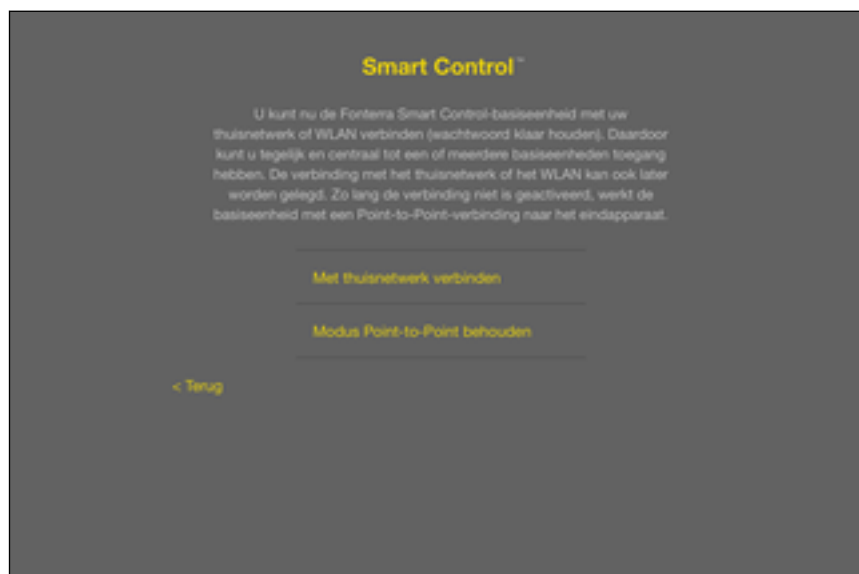 Smart Control™
U kunt nu de Fonterra Smart Control-basiseenheid met uw
thuisnetwerk of WLAN verbinden (wachtwoord klaar houden). Daardoor
kunt u tegelijk en centraal tot een of meerdere basiseenheden toegang
hebben. De verbinding met het thuisnetwerk of het WLAN kan ook later
worden gelegd. Zo lang de verbinding niet is geactiveerd, werkt de
basiseenheid met een Point-to-Point-verbinding naar het eindapparaat.
Met thuisnetwerk verbinden
Modus Point-to-Point behouden
< Terug